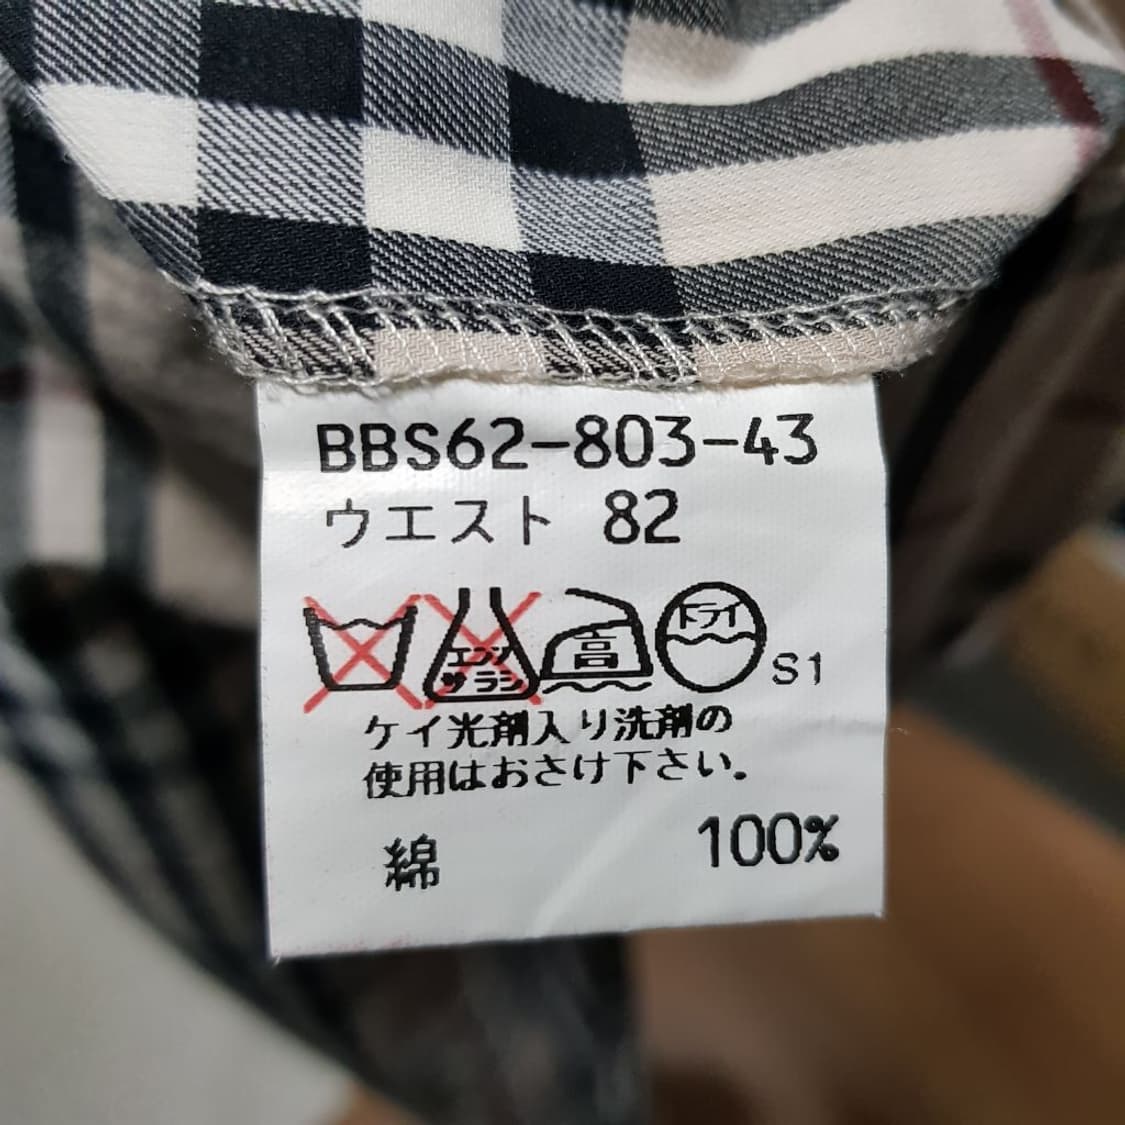 BBS62-803-43
ウエスト 82
エンソ サラシ 高 ドライ S1
ケイ光剤入り洗剤の
使用はおさけ下さい。
綿 100%